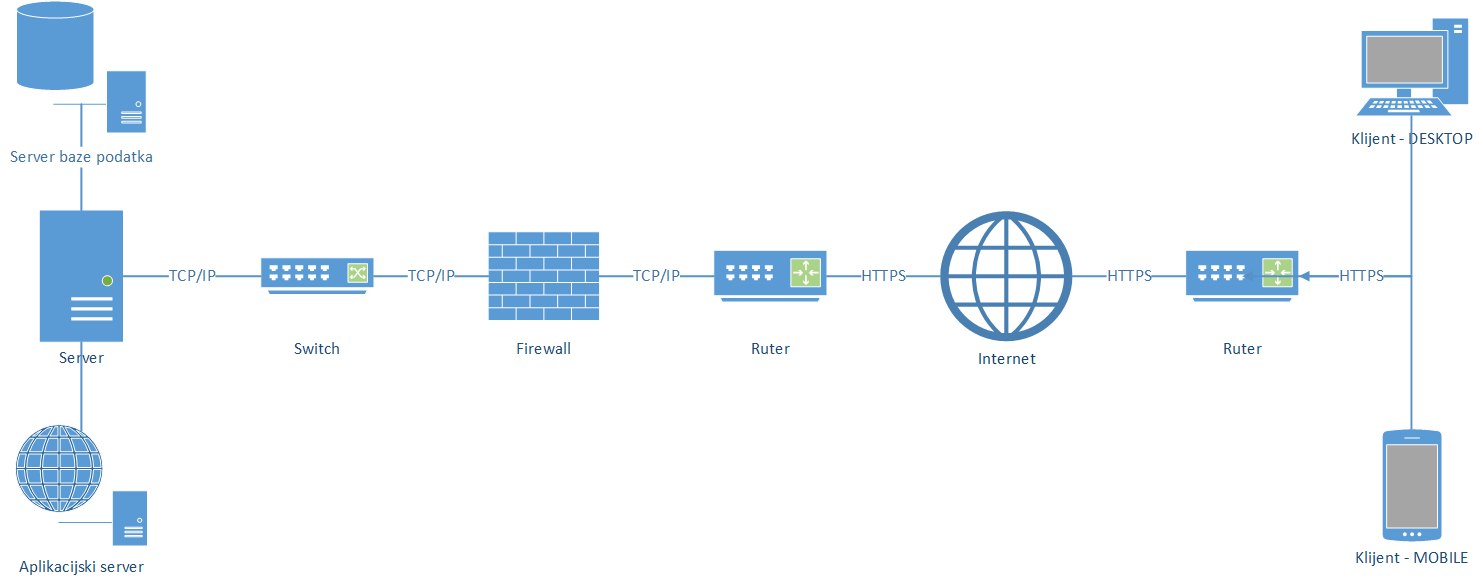 Server baze podatka
Klijent - DESKTOP
TCP/IP
TCP/IP
TCP/IP
HTTPS
HTTPS
HTTPS
Server
Switch
Firewall
Ruter
Internet
Ruter
Aplikacijski server
Klijent - MOBILE